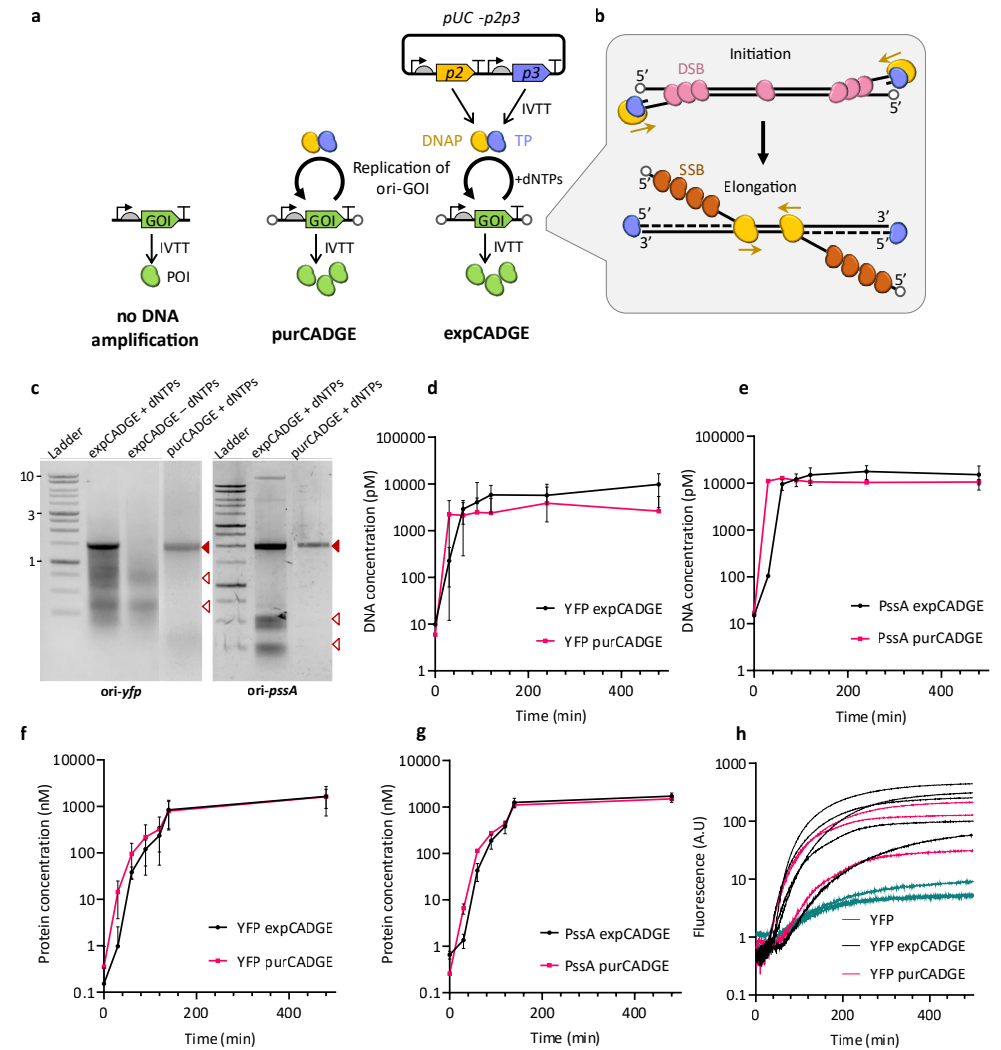 a
pUC -p2p3
p2
p3
IVTT
DNAP
TP
Replication of
ori-GOI
+dNTPs
GOI
GOI
GOI
IVTT
IVTT
IVTT
POI
no DNA
amplification
purCADGE
expCADGE
b
Initiation
5’
DSB
5’
5’
SSB
5’
Elongation
5’
3’
3’
5’
5’
c
Ladder
expCADGE + dNTPs
expCADGE – dNTPs
purCADGE + dNTPs
Ladder
expCADGE + dNTPs
purCADGE + dNTPs
10
3
1
ori-yfp
ori-pssA
d
DNA concentration (pM)
100000
10000
1000
100
10
1
YFP expCADGE
YFP purCADGE
0
200
400
Time (min)
e
DNA concentration (pM)
100000
10000
1000
100
10
1
PssA expCADGE
PssA purCADGE
0
200
400
Time (min)
f
Protein concentration (nM)
10000
1000
100
10
1
0.1
YFP expCADGE
YFP purCADGE
0
200
400
Time (min)
g
Protein concentration (nM)
10000
1000
100
10
1
0.1
PssA expCADGE
PssA purCADGE
0
200
400
Time (min)
h
Fluorescence (A.U)
1000
100
10
1
0.1
YFP
YFP expCADGE
YFP purCADGE
0
200
400
Time (min)